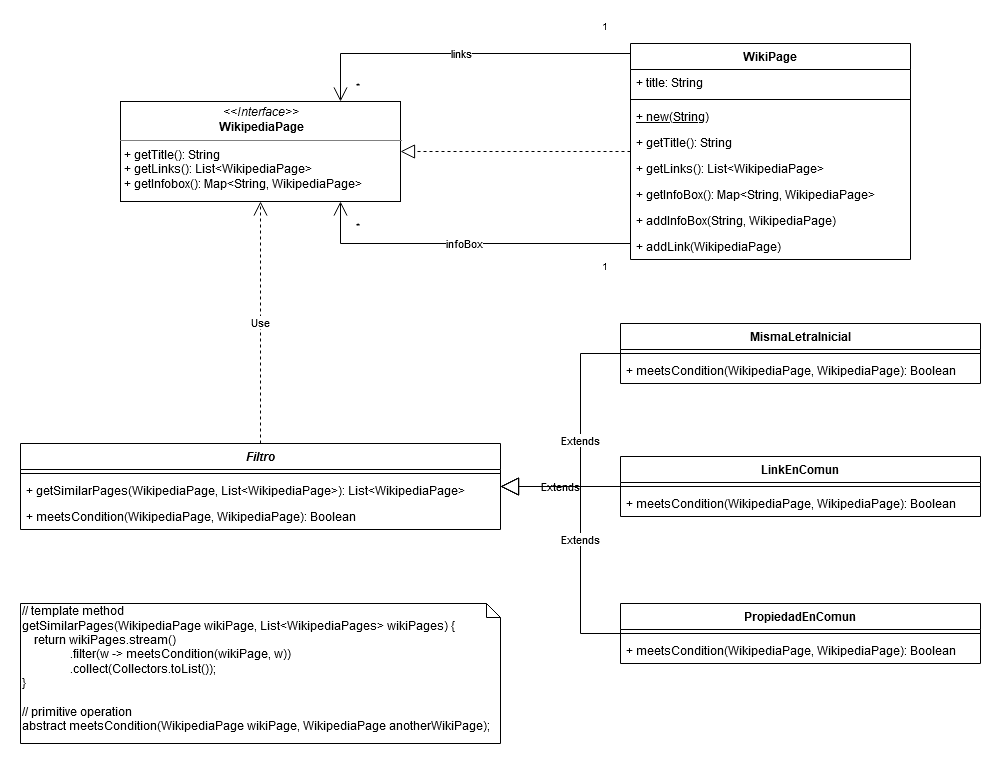 1
links
*
WikiPage
+ title: String
+ new(String)
+ getTitle(): String
+ getLinks(): List<WikipediaPage>
+ getInfoBox(): Map<String, WikipediaPage>
+ addInfoBox(String, WikipediaPage)
+ addLink(WikipediaPage)
<<Interface>>
WikipediaPage
+ getTitle(): String
+ getLinks(): List<WikipediaPage>
+ getInfobox(): Map<String, WikipediaPage>
*
infoBox
1
Use
MismaLetraInicial
+ meetsCondition(WikipediaPage, WikipediaPage): Boolean
Extends
Filtro
+ getSimilarPages(WikipediaPage, List<WikipediaPage>): List<WikipediaPage>
+ meetsCondition(WikipediaPage, WikipediaPage): Boolean
Extends
LinkEnComun
+ meetsCondition(WikipediaPage, WikipediaPage): Boolean
Extends
PropiedadEnComun
+ meetsCondition(WikipediaPage, WikipediaPage): Boolean
// template method
getSimilarPages(WikipediaPage wikiPage, List<WikipediaPages> wikiPages) {
return wikiPages.stream()
.filter(w -> meetsCondition(wikiPage, w))
.collect(Collectors.toList());
}
// primitive operation
abstract meetsCondition(WikipediaPage wikiPage, WikipediaPage anotherWikiPage);